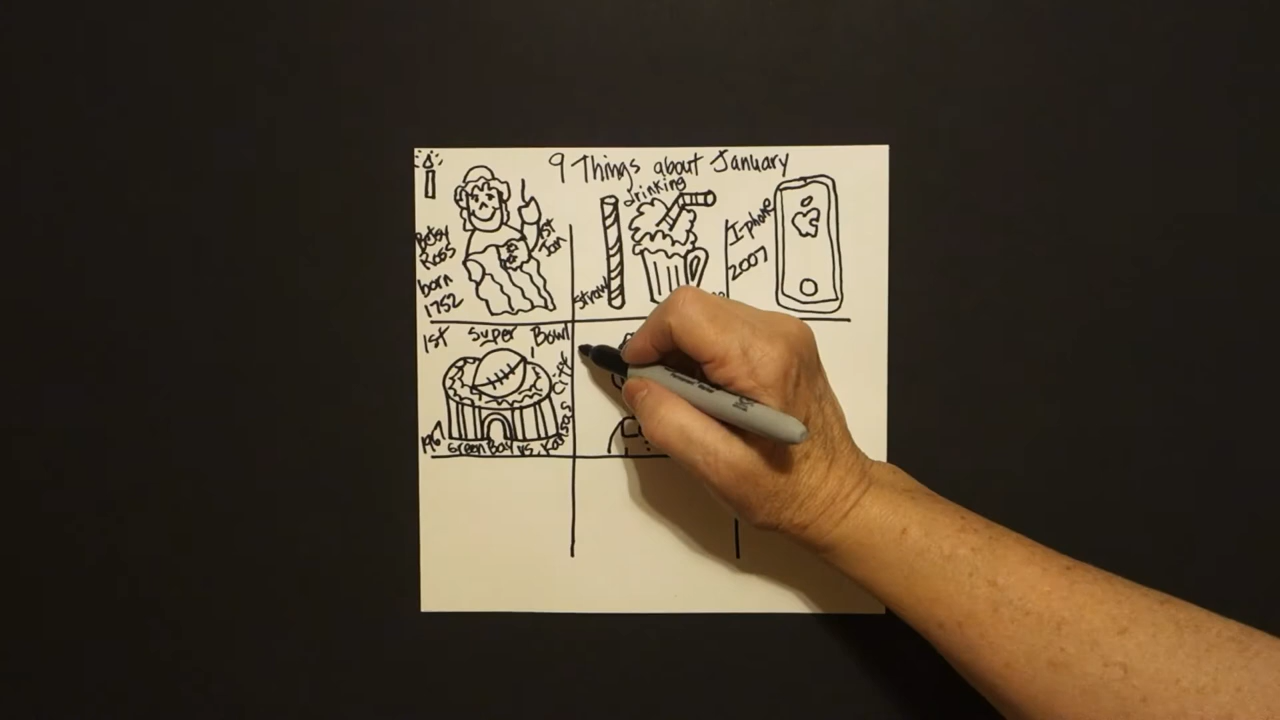 9 Things about January
Betsy
Ross
born
1752
1st
Jan
drinking
straw
I-phone
2007
1st Super Bowl
1967
Green Bay vs. Kansas City